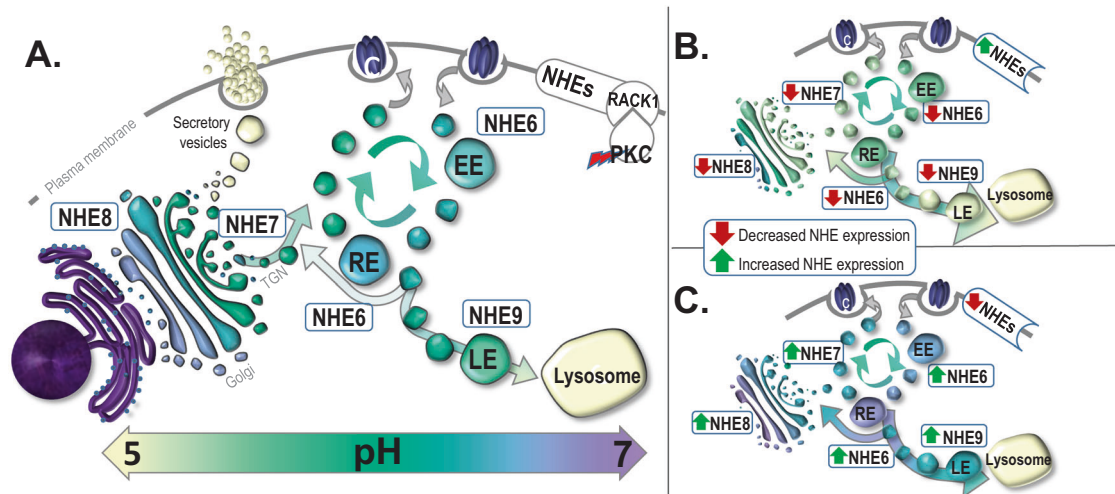 A.
C
NHEs
RACK1
PKC
Secretory
vesicles
Plasma membrane
NHE6
EE
NHE8
NHE7
TGN
RE
NHE6
NHE9
LE
Golgi
Lysosome
5 pH 7
B.
C
NHEs
NHE7
EE
NHE6
NHE8
RE
NHE9
NHE6
Lysosome
LE
Decreased NHE expression
Increased NHE expression
C.
C
NHEs
NHE7
EE
NHE6
RE
NHE8
NHE9
NHE6
LE
Lysosome